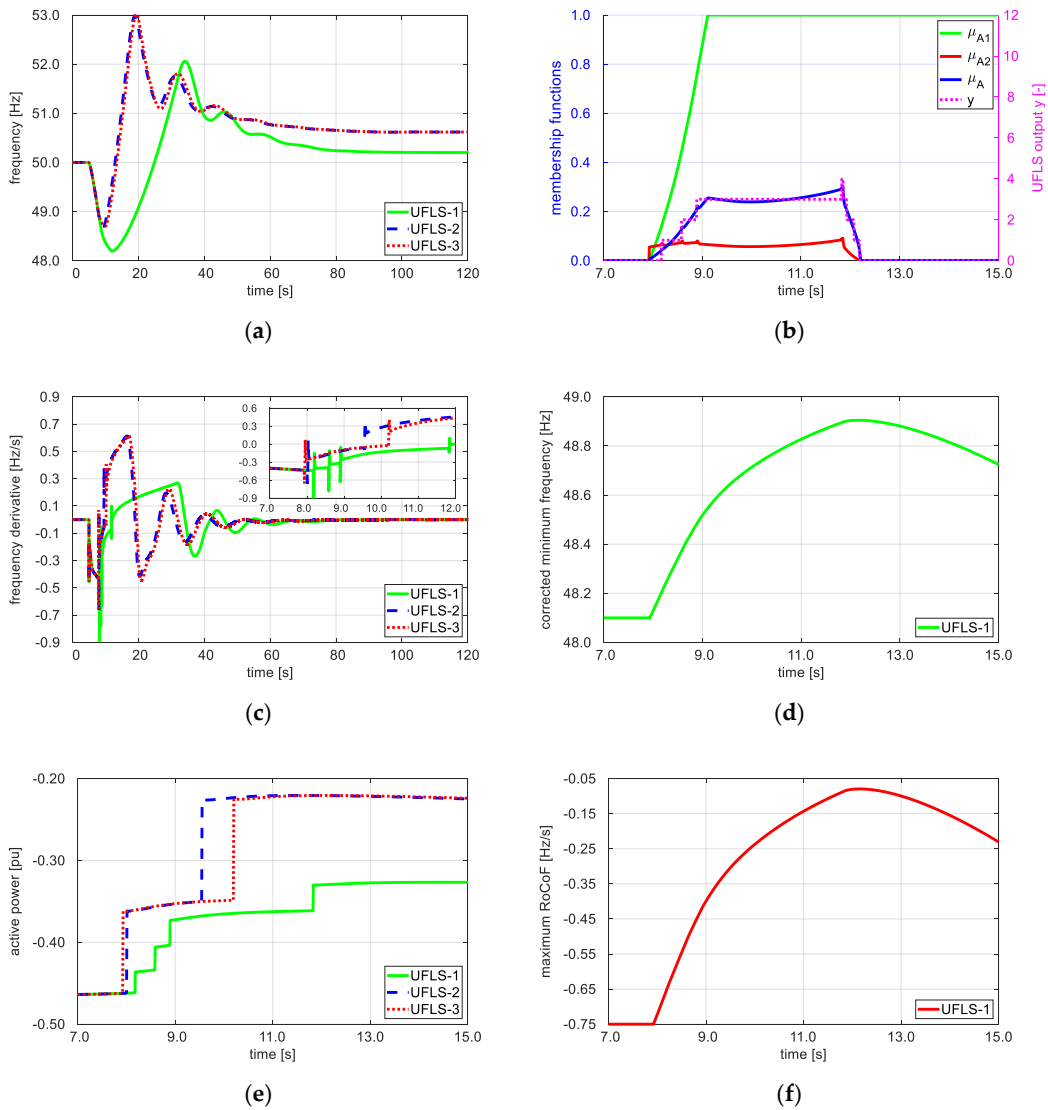 53.0
52.0
51.0
50.0
49.0
48.0
frequency [Hz]
0
20
40
60
80
100
120
time [s]
UFLS-1
UFLS-2
UFLS-3
(a)
1.0
0.8
0.6
0.4
0.2
0.0
membership functions
12
10
8
6
4
2
0
UFLS output y [-]
7.0
9.0
11.0
13.0
15.0
time [s]
μA1
μA2
μA
y
(b)
0.9
0.7
0.5
0.3
0.1
-0.1
-0.3
-0.5
-0.7
-0.9
frequency derivative [Hz/s]
0.6
0.3
0.0
-0.3
-0.6
-0.9
7.0
8.0
9.0
10.0
11.0
12.0
0
20
40
60
80
100
120
time [s]
UFLS-1
UFLS-2
UFLS-3
(c)
49.0
48.8
48.6
48.4
48.2
48.0
corrected minimum frequency [Hz]
7.0
9.0
11.0
13.0
15.0
time [s]
UFLS-1
(d)
-0.20
-0.30
-0.40
-0.50
active power [pu]
7.0
9.0
11.0
13.0
15.0
time [s]
UFLS-1
UFLS-2
UFLS-3
(e)
-0.05
-0.15
-0.25
-0.35
-0.45
-0.55
-0.65
-0.75
maximum RoCoF [Hz/s]
7.0
9.0
11.0
13.0
15.0
time [s]
UFLS-1
(f)